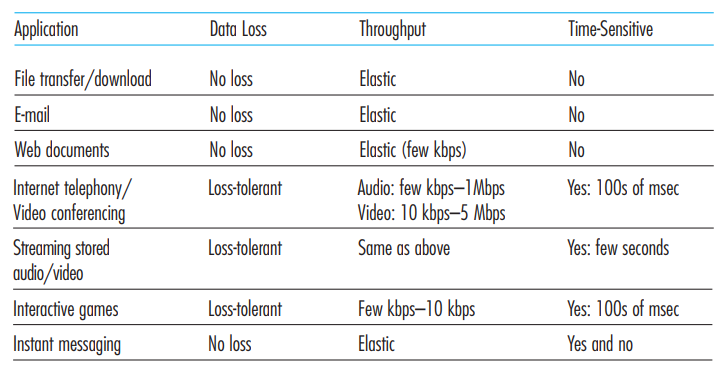 Application Data Loss Throughput Time-Sensitive
File transfer/download No loss Elastic No
E-mail No loss Elastic No
Web documents No loss Elastic (few kbps) No
Internet telephony/ Loss-tolerant Audio: few kbps–1Mbps Yes: 100s of msec
Video conferencing Video: 10 kbps–5 Mbps
Streaming stored Loss-tolerant Same as above Yes: few seconds
audio/video
Interactive games Loss-tolerant Few kbps–10 kbps Yes: 100s of msec
Instant messaging No loss Elastic Yes and no